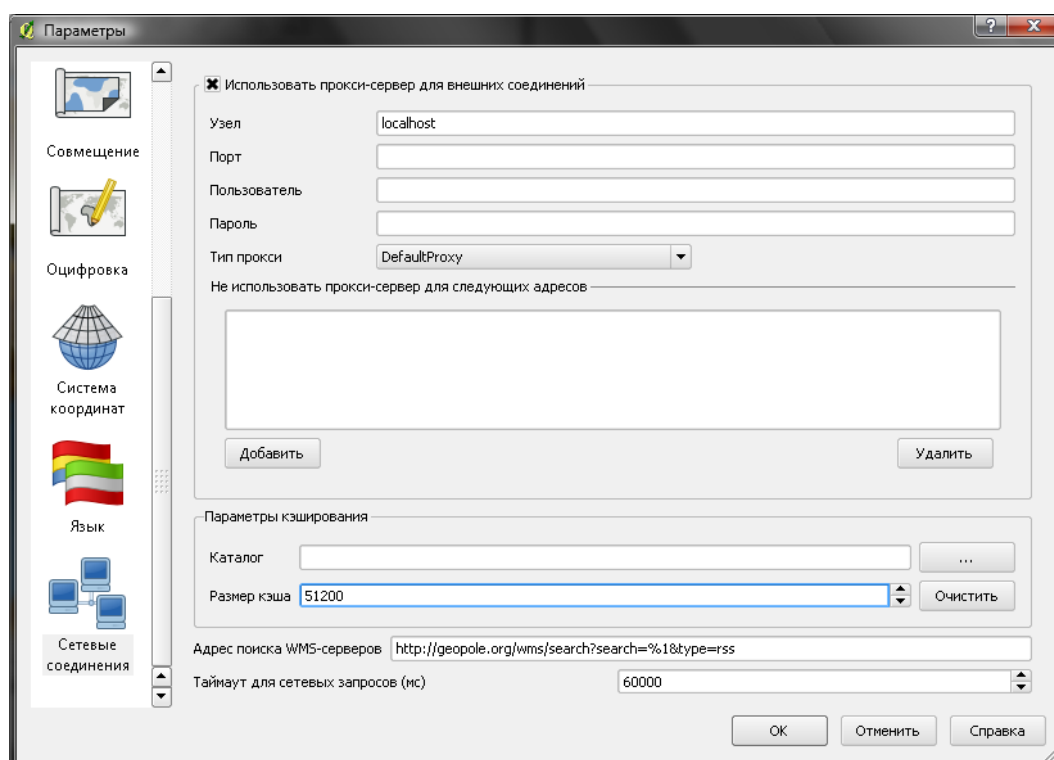 Параметры
Совмещение
Оцифровка
Система
координат
Язык
Сетевые
соединения
Использовать прокси-сервер для внешних соединений
Узел localhost
Порт
Пользователь
Пароль
Тип прокси DefaultProxy
Не использовать прокси-сервер для следующих адресов
Добавить Удалить
Параметры кэширования
Каталог ...
Размер кэша 51200 Очистить
Адрес поиска WMS-серверов http://geopole.org/wms/search?search=%1&type=rss
Таймаут для сетевых запросов (мс) 60000
OK Отменить Справка